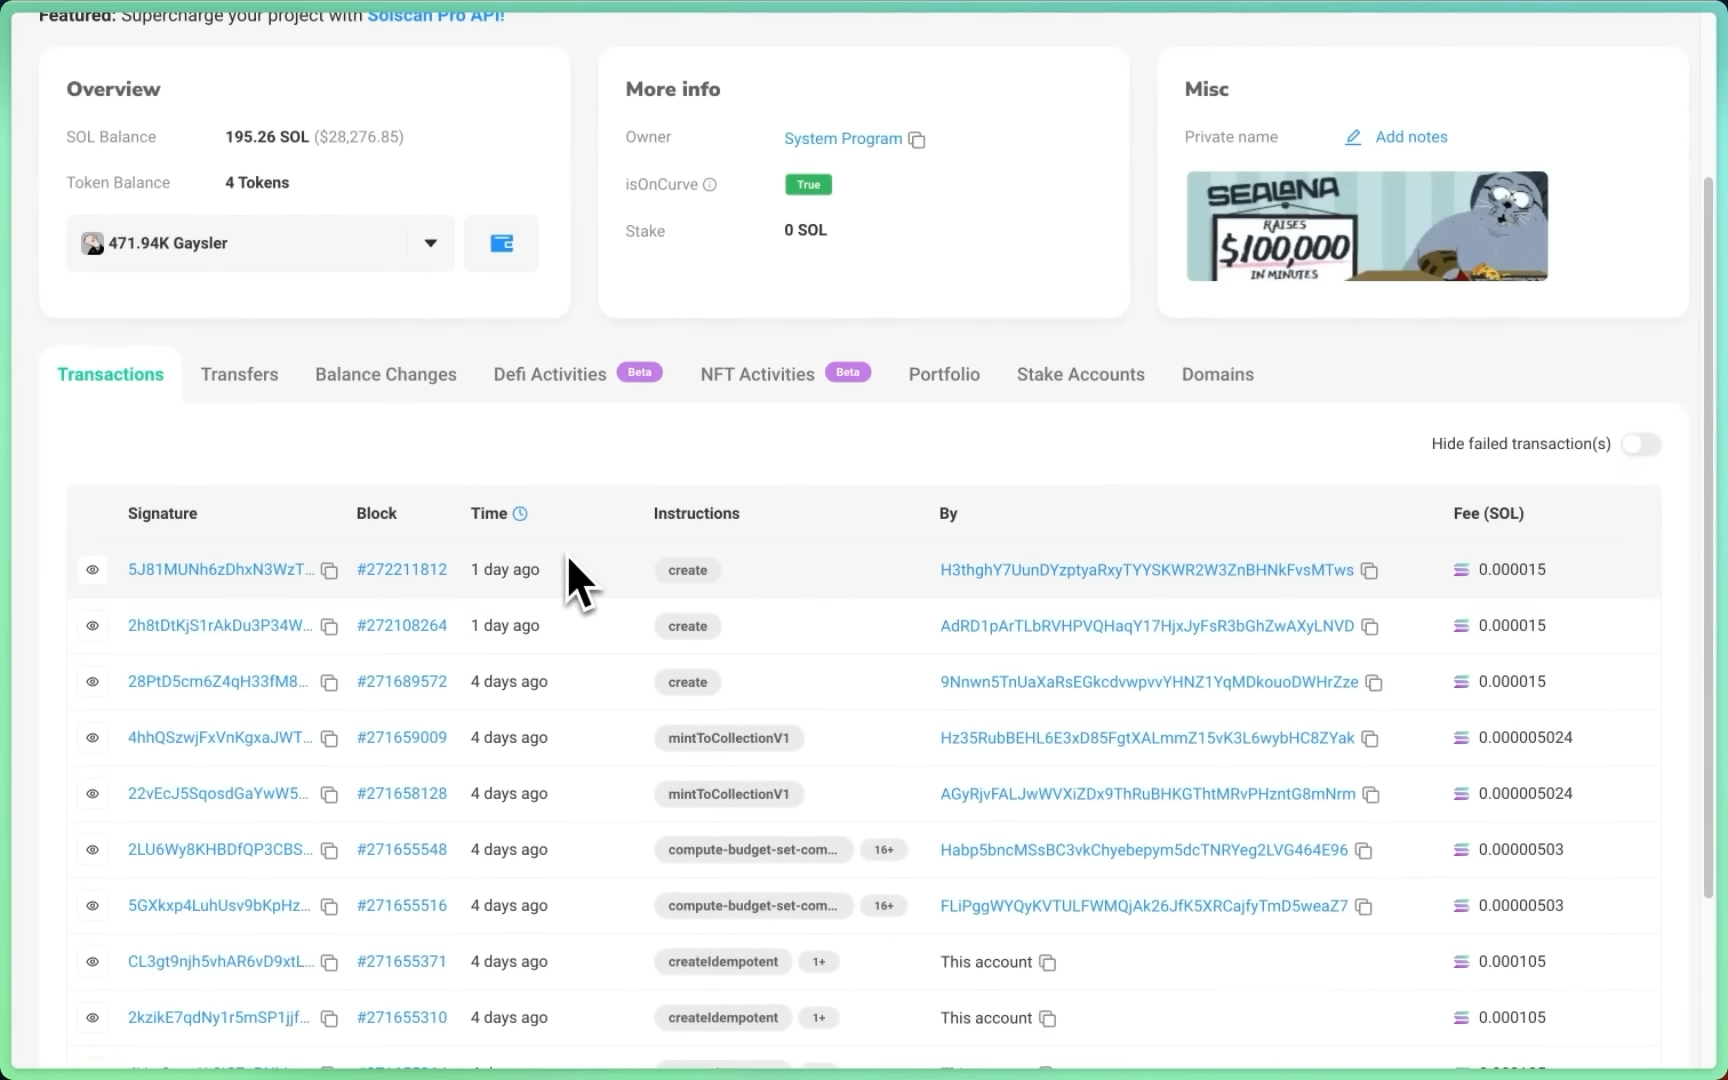 Featured: Supercharge your project with Solscan Pro API!
Overview
SOL Balance 195.26 SOL ($28,276.85)
Token Balance 4 Tokens
471.94K Gaysler
More info
Owner System Program
isOnCurve True
Stake 0 SOL
Misc
Private name Add notes
SEALANA
RAISES
$100,000
IN MINUTES
Transactions Transfers Balance Changes Defi Activities Beta NFT Activities Beta Portfolio Stake Accounts Domains
Hide failed transaction(s)
Signature Block Time Instructions By Fee (SOL)
5J81MUNh6zDhxN3WzT... #272211812 1 day ago create H3thghY7UunDYzptyaRxyTYYSKWR2W3ZnBHNkFvsMTws 0.000015
2h8tDtKjS1rAkDu3P34W... #272108264 1 day ago create AdRD1pArTLbRVHPVQHaqY17HjxJyFsR3bGhZwAXyLNVD 0.000015
28PtD5cm6Z4qH33fM8... #271689572 4 days ago create 9Nnwn5TnUaXaRsEGkcdvwpvvYHNZ1YqMDkouoDWHrZze 0.000015
4hhQSzwjFxVnKgxaJWT... #271659009 4 days ago mintToCollectionV1 Hz35RubBEHL6E3xD85FgtXALmmZ15vK3L6wybHC8ZYak 0.000005024
22vEcJ5SqosdGaYwW5... #271658128 4 days ago mintToCollectionV1 AGyRjvFALJwWVXiZDx9ThRuBHKGThtMRvPHzntG8mNrm 0.000005024
2LU6Wy8KHBDfQP3CBS... #271655548 4 days ago compute-budget-set-com... 16+ Habp5bncMSsBC3vkChyebepym5dcTNRYeg2LVG464E96 0.00000503
5GXkxp4LuhUsv9bKpHz... #271655516 4 days ago compute-budget-set-com... 16+ FLiPggWYQyKVTULFWMQjAk26JfK5XRCajfyTmD5weaZ7 0.00000503
CL3gt9njh5vhAR6vD9xtL... #271655371 4 days ago createIdempotent 1+ This account 0.000105
2kzikE7qdNy1r5mSP1jjf... #271655310 4 days ago createIdempotent 1+ This account 0.000105